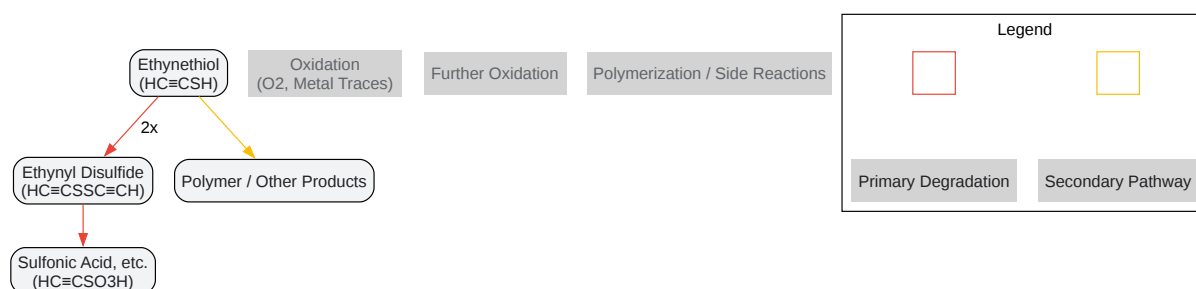 Legend
Ethynethiol
(HC≡CSH)
Oxidation
(O2, Metal Traces)
Further Oxidation
Polymerization / Side Reactions
2x
Ethynyl Disulfide
(HC≡CSSC≡CH)
Polymer / Other Products
Primary Degradation
Secondary Pathway
Sulfonic Acid, etc.
(HC≡CSO3H)